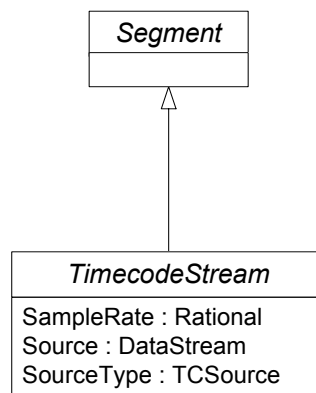 Segment
TimecodeStream
SampleRate : Rational
Source : DataStream
SourceType : TCSource